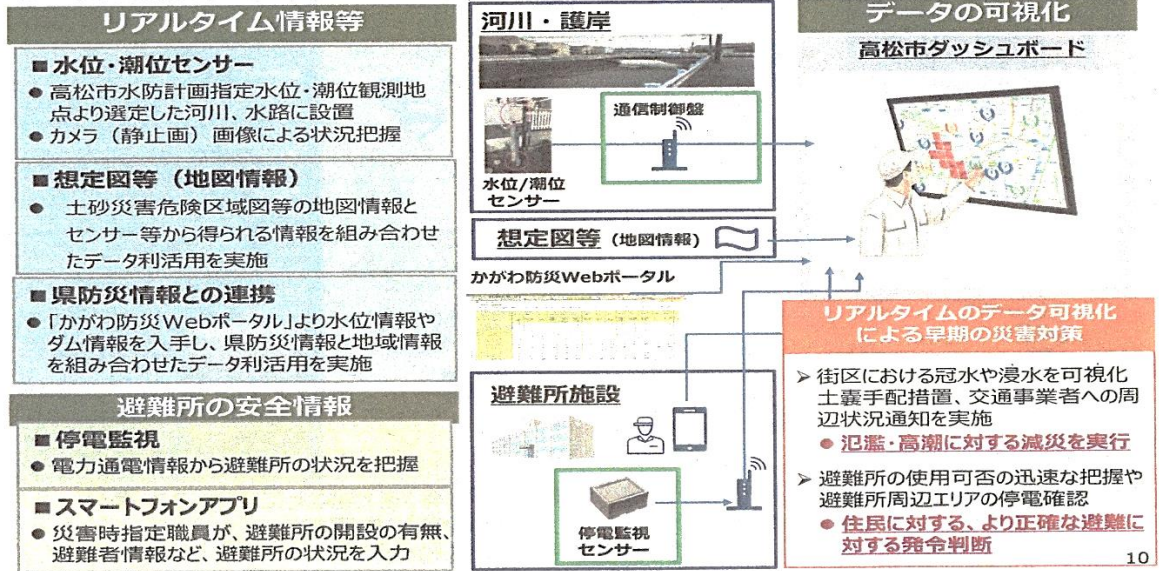 リアルタイム情報等
■水位・潮位センサー
● 高松市水防計画指定水位・潮位観測地
点より選定した河川、水路に設置
● カメラ（静止画）画像による状況把握
■想定図等（地図情報）
● 土砂災害危険区域図等の地図情報と
センサー等から得られる情報を組み合わせ
たデータ利活用を実施
■県防災情報との連携
●「かがわ防災Webポータル」より水位情報や
ダム情報を入手し、県防災情報と地域情報
を組み合わせたデータ利活用を実施
避難所の安全情報
■停電監視
● 電力通電情報から避難所の状況を把握
■スマートフォンアプリ
● 災害時指定職員が、避難所の開設の有無、
避難者情報など、避難所の状況を入力
河川・護岸
通信制御盤
水位/潮位
センサー
想定図等（地図情報）
かがわ防災Webポータル
避難所施設
停電監視
センサー
データの可視化
高松市ダッシュボード
リアルタイムのデータ可視化
による早期の災害対策
➢ 街区における冠水や浸水を可視化
土嚢手配措置、交通事業者への周
辺状況通知を実施
● 氾濫・高潮に対する減災を実行
➢ 避難所の使用可否の迅速な把握や
避難所周辺エリアの停電確認
● 住民に対する、より正確な避難に
対する発令判断
10